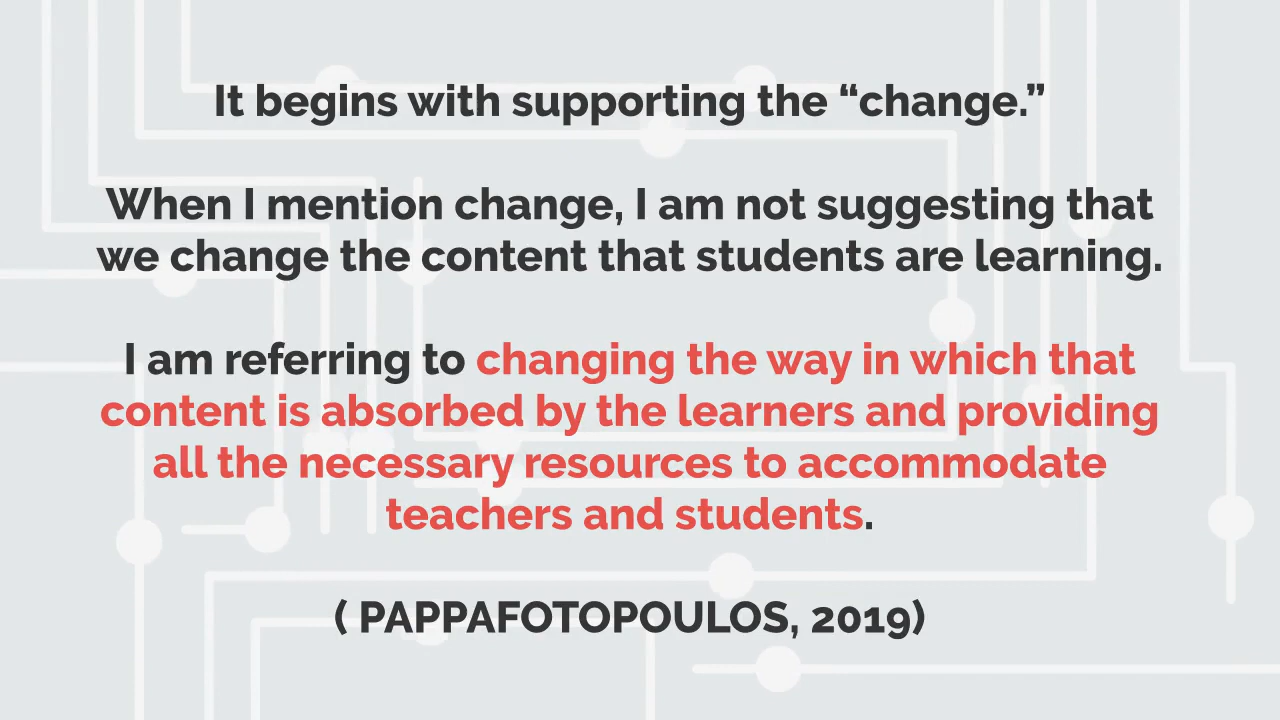 It begins with supporting the “change.”
When I mention change, I am not suggesting that
we change the content that students are learning.
I am referring to changing the way in which that
content is absorbed by the learners and providing
all the necessary resources to accommodate
teachers and students.
( PAPPAFOTOPOULOS, 2019)